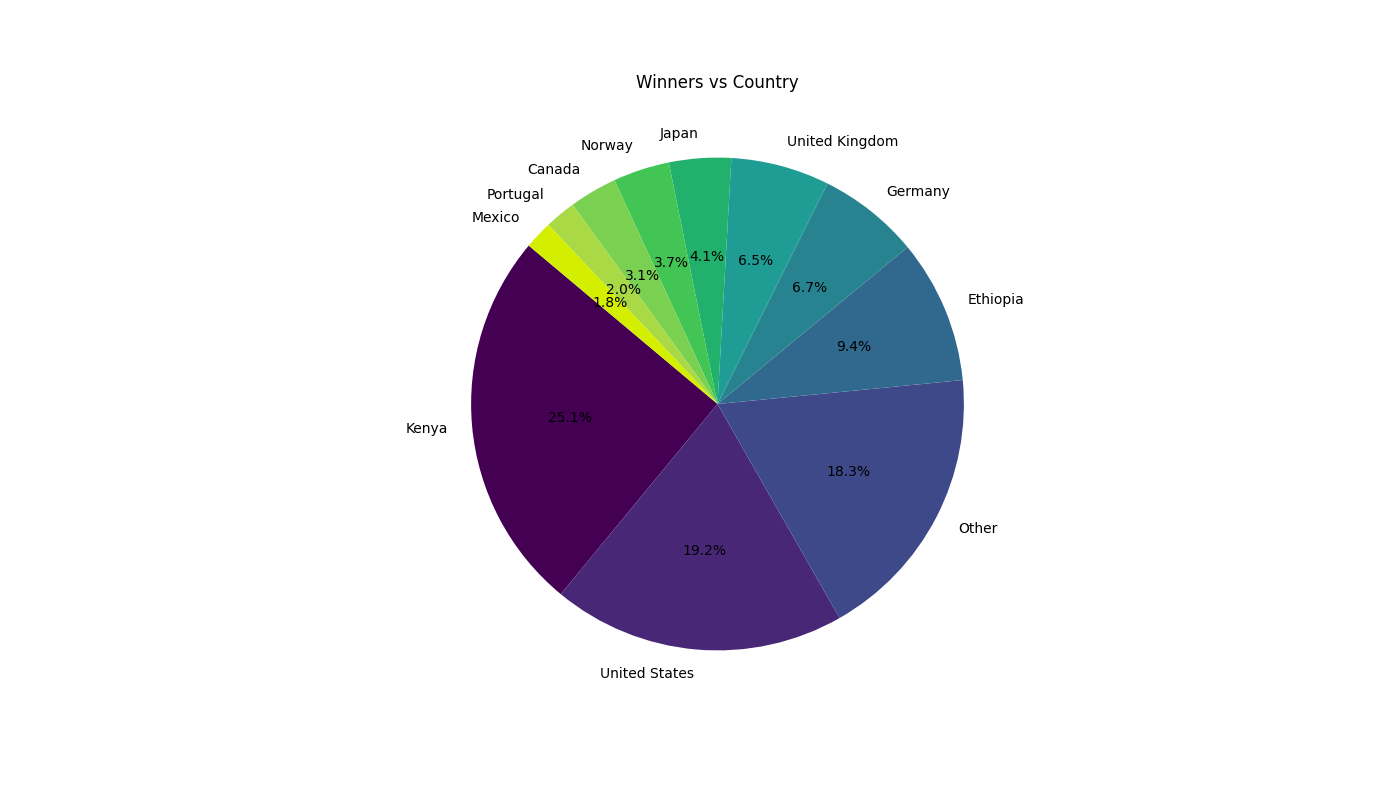 Winners vs Country
Japan
United Kingdom
Norway
Canada
Germany
Portugal
Mexico
4.1%
6.5%
3.7%
3.1%
6.7%
2.0%
1.8%
Ethiopia
9.4%
25.1%
Kenya
18.3%
Other
19.2%
United States